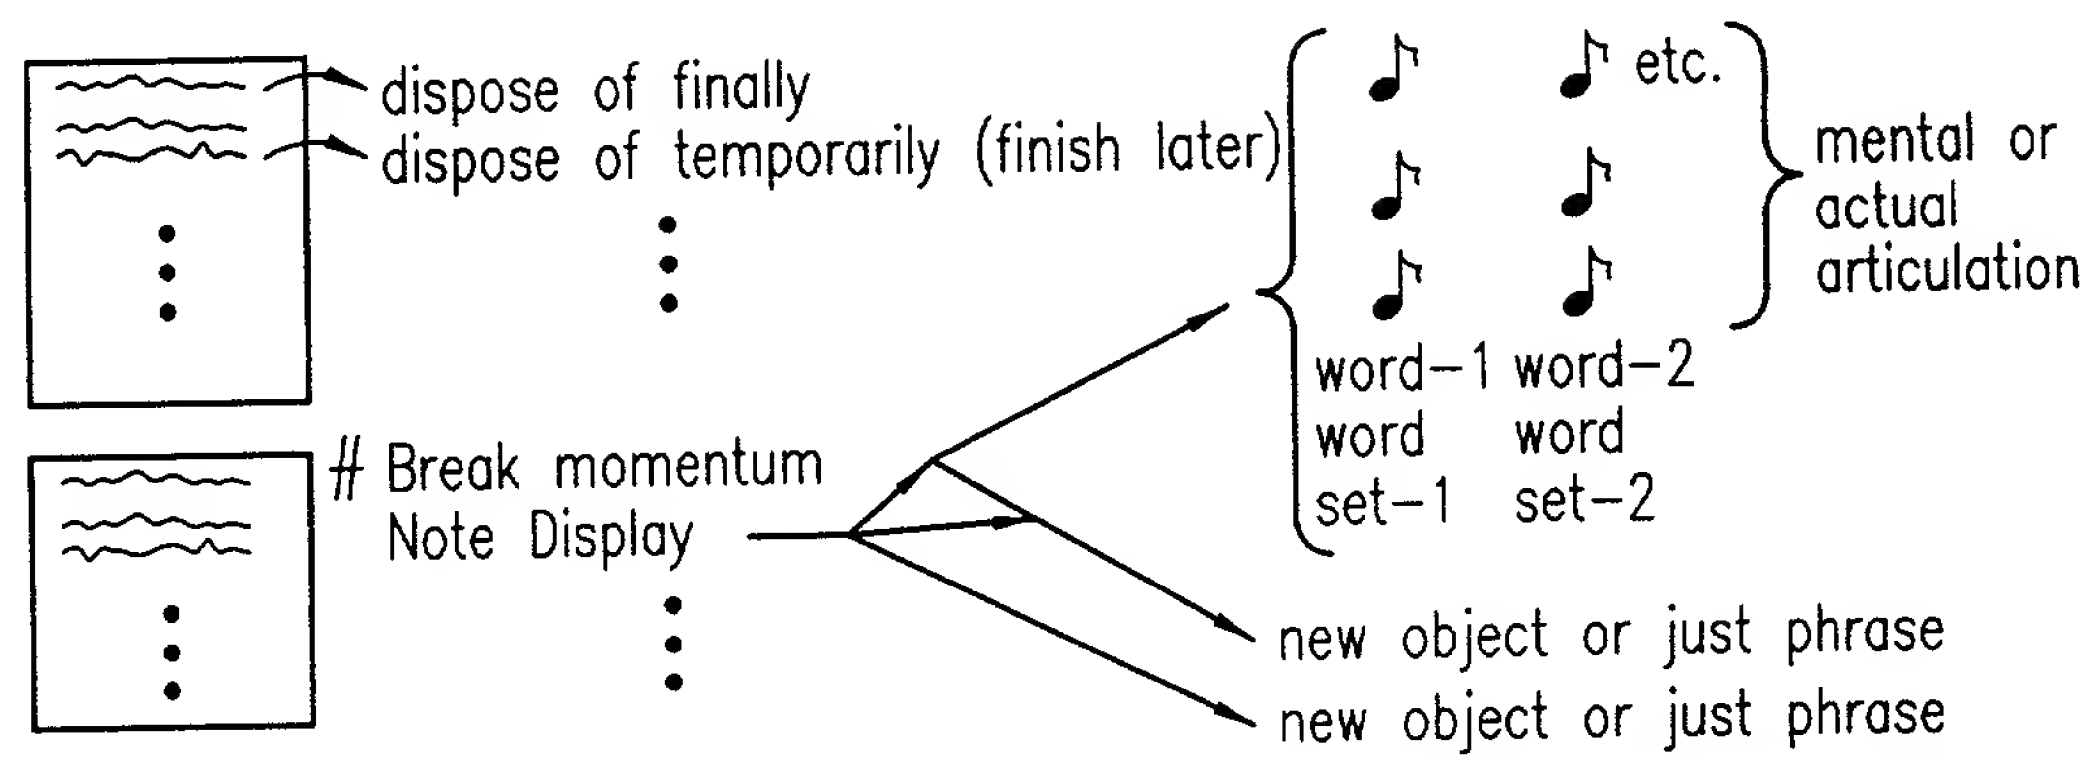 dispose of finally
dispose of temporarily (finish later)
etc.
mental or
actual
articulation
word-1 word-2
word word
set-1 set-2
# Break momentum
Note Display
new object or just phrase
new object or just phrase